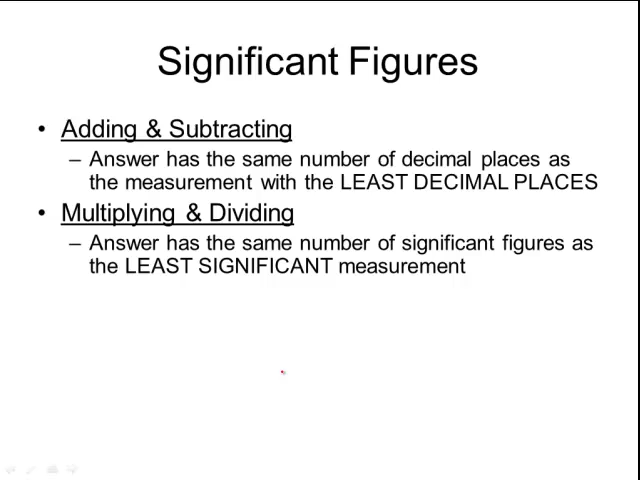 Significant Figures
• Adding & Subtracting
– Answer has the same number of decimal places as
the measurement with the LEAST DECIMAL PLACES
• Multiplying & Dividing
– Answer has the same number of significant figures as
the LEAST SIGNIFICANT measurement